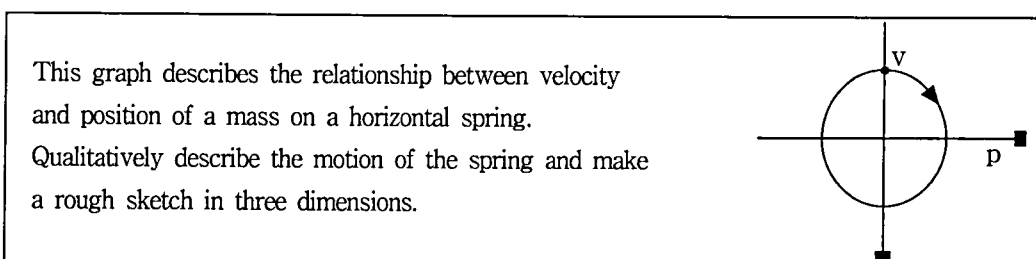 This graph describes the relationship between velocity
and position of a mass on a horizontal spring.
Qualitatively describe the motion of the spring and make
a rough sketch in three dimensions.
v
p